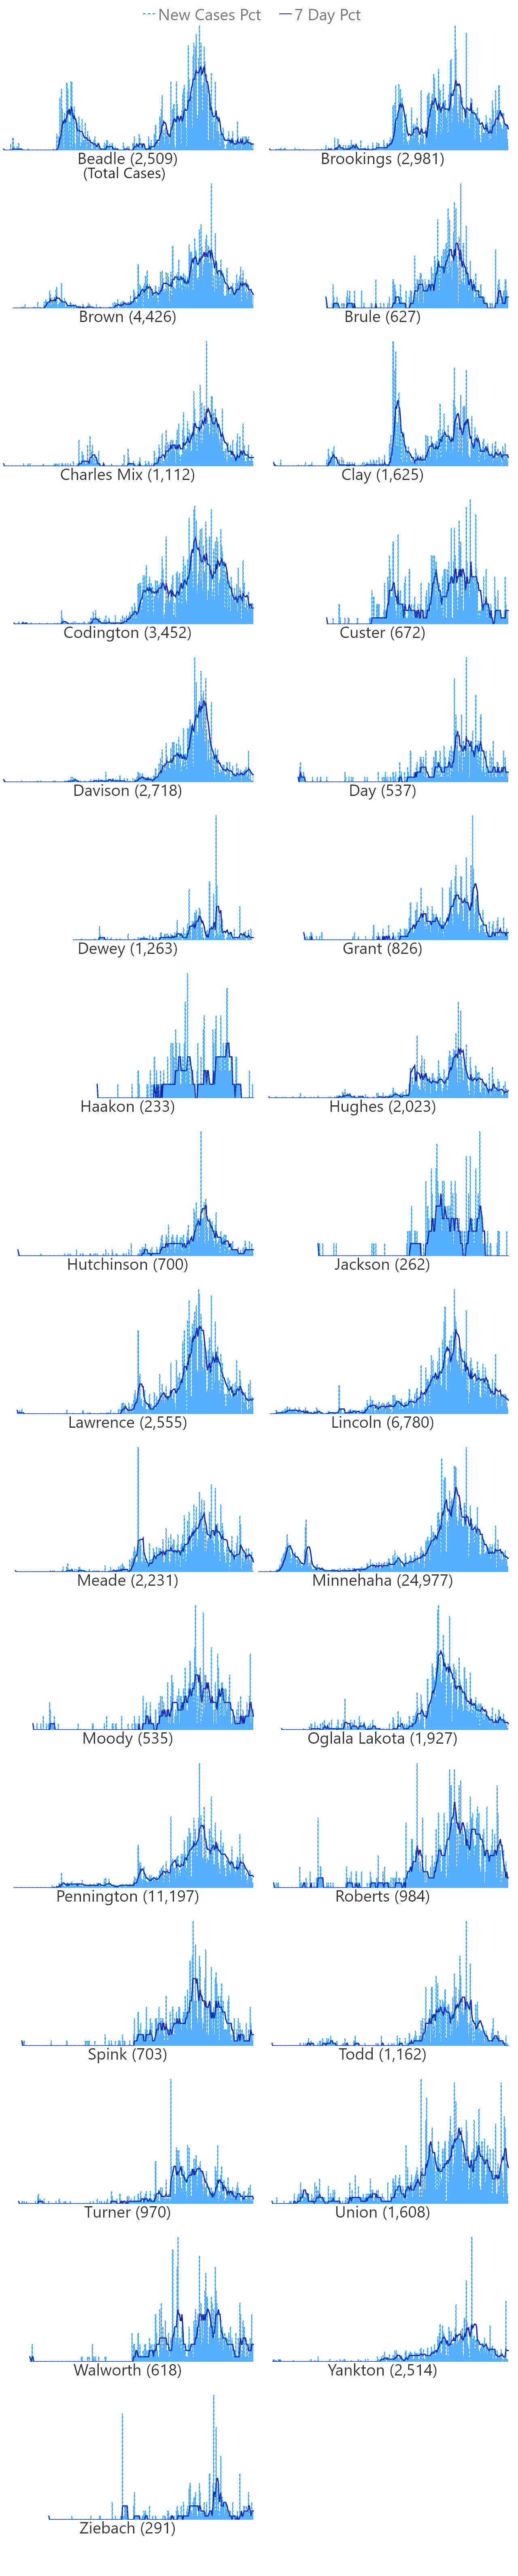 New Cases Pct 7 Day Pct
Beadle (2,509) Brookings (2,981)
(Total Cases)
Brown (4,426) Brule (627)
Charles Mix (1,112) Clay (1,625)
Codington (3,452) Custer (672)
Davison (2,718) Day (537)
Dewey (1,263) Grant (826)
Haakon (233) Hughes (2,023)
Hutchinson (700) Jackson (262)
Lawrence (2,555) Lincoln (6,780)
Meade (2,231) Minnehaha (24,977)
Moody (535) Oglala Lakota (1,927)
Pennington (11,197) Roberts (984)
Spink (703) Todd (1,162)
Turner (970) Union (1,608)
Walworth (618) Yankton (2,514)
Ziebach (291)